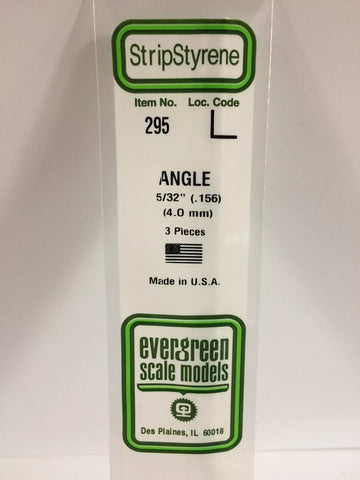 StripStyrene
Item No. Loc. Code
295
ANGLE
5/32" (.156)
(4.0 mm)
3 Pieces
Made in U.S.A.
evergreen
scale models
Des Plaines, IL 60018